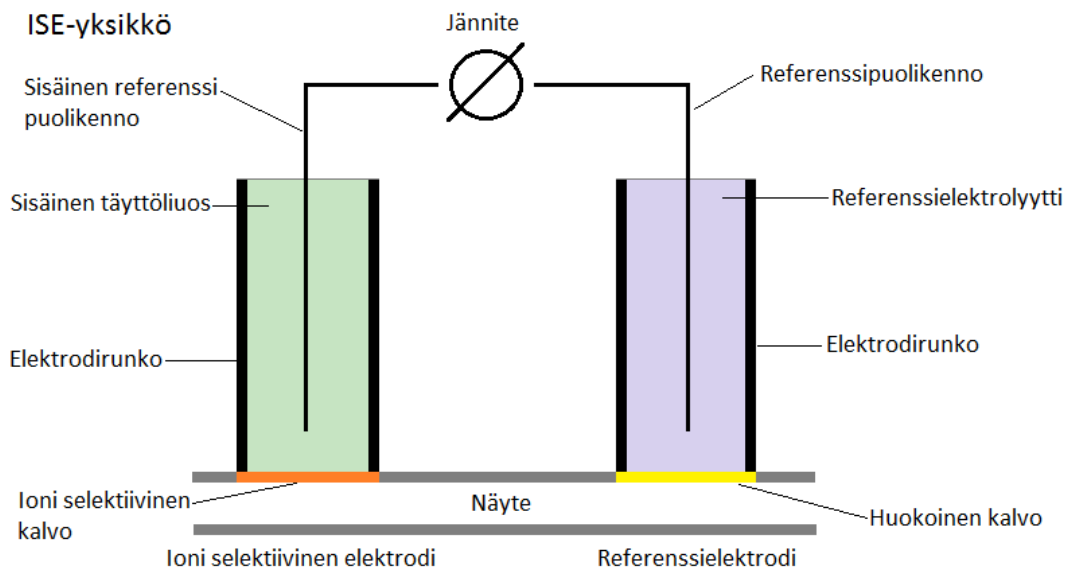 ISE-yksikkö
Jännite
Sisäinen referenssi
puolikenno
Referenssipuolikenno
Sisäinen täyttöliuos
Referenssielektrolyytti
Elektrodirunko
Elektrodirunko
Ioni selektiivinen
kalvo
Näyte
Huokoinen kalvo
Ioni selektiivinen elektrodi
Referenssielektrodi